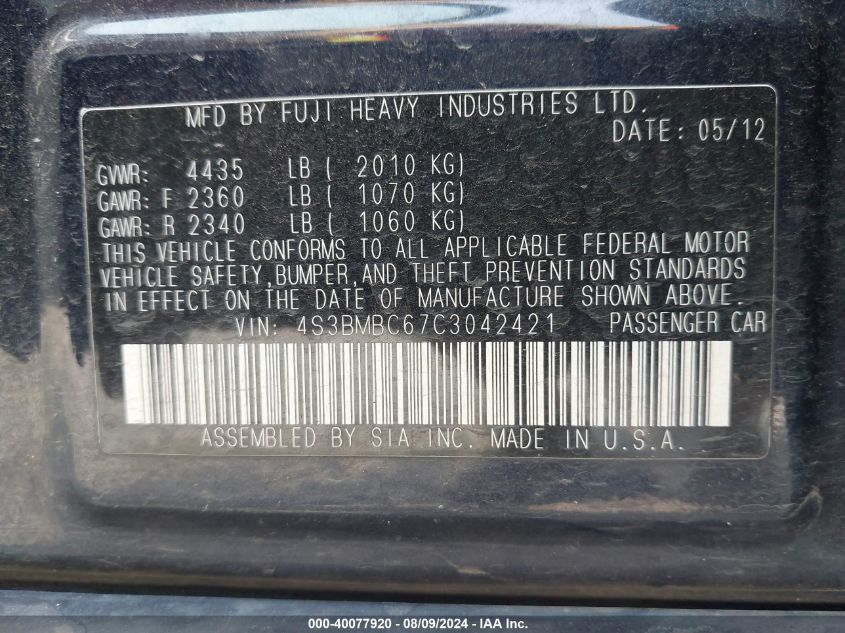 MFD BY FUJI HEAVY INDUSTRIES LTD.
DATE: 05/12
GVWR: 4435 LB ( 2010 KG)
GAWR: F 2360 LB ( 1070 KG)
GAWR: R 2340 LB ( 1060 KG)
THIS VEHICLE CONFORMS TO ALL APPLICABLE FEDERAL MOTOR
VEHICLE SAFETY, BUMPER, AND THEFT PREVENTION STANDARDS
IN EFFECT ON THE DATE OF MANUFACTURE SHOWN ABOVE.
VIN: 4S3BMBC67C3042421 PASSENGER CAR
ASSEMBLED BY SIA INC. MADE IN U.S.A.
000-40077920 - 08/09/2024 - IAA Inc.